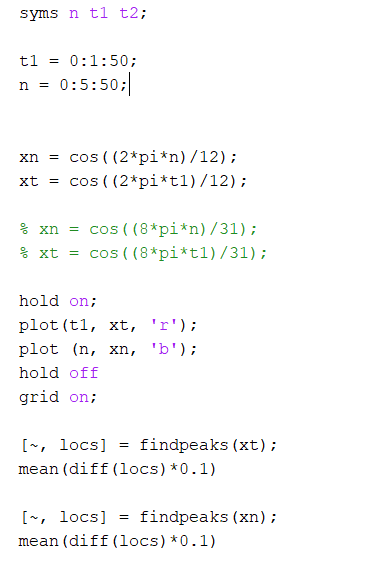 syms n t1 t2;
t1 = 0:1:50;
n = 0:5:50;
xn = cos((2*pi*n)/12);
xt = cos((2*pi*t1)/12);
% xn = cos((8*pi*n)/31);
% xt = cos((8*pi*t1)/31);
hold on;
plot(t1, xt, 'r');
plot (n, xn, 'b');
hold off
grid on;
[~, locs] = findpeaks(xt);
mean(diff(locs)*0.1)
[~, locs] = findpeaks(xn);
mean(diff(locs)*0.1)